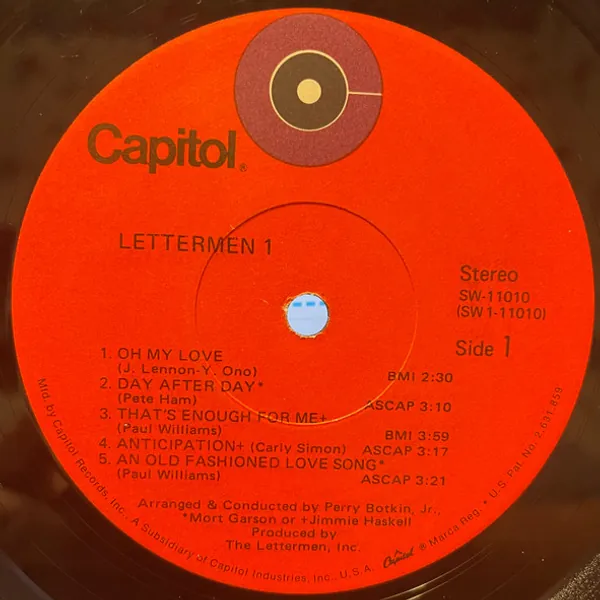 Capitol®
LETTERMEN 1
Stereo
SW-11010
(SW1-11010)
Side 1
1. OH MY LOVE
(J. Lennon-Y. Ono) BMI 2:30
2. DAY AFTER DAY*
(Pete Ham) ASCAP 3:10
3. THAT'S ENOUGH FOR ME+
(Paul Williams) BMI 3:59
4. ANTICIPATION+ (Carly Simon) ASCAP 3:17
5. AN OLD FASHIONED LOVE SONG*
(Paul Williams) ASCAP 3:21
Arranged & Conducted by Perry Botkin, Jr.,
*Mort Garson or +Jimmie Haskell
Produced by
The Lettermen, Inc.
Mfd. by Capitol Records, Inc., A Subsidiary of Capitol Industries, Inc., U.S.A. Capitol ® Marca Reg. • U.S. Pat. No. 2,631,859